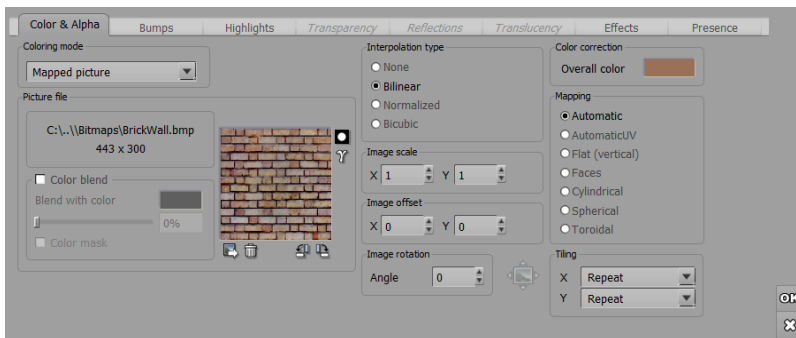 Color & Alpha Bumps Highlights Transparency Reflections Translucency Effects Presence
Coloring mode
Mapped picture
Picture file
C:\..\\Bitmaps\BrickWall.bmp
443 x 300
Color blend
Blend with color
0%
Color mask
Interpolation type
None
Bilinear
Normalized
Bicubic
Image scale
X 1 Y 1
Image offset
X 0 Y 0
Image rotation
Angle 0
Color correction
Overall color
Mapping
Automatic
AutomaticUV
Flat (vertical)
Faces
Cylindrical
Spherical
Toroidal
Tiling
X Repeat
Y Repeat
OK